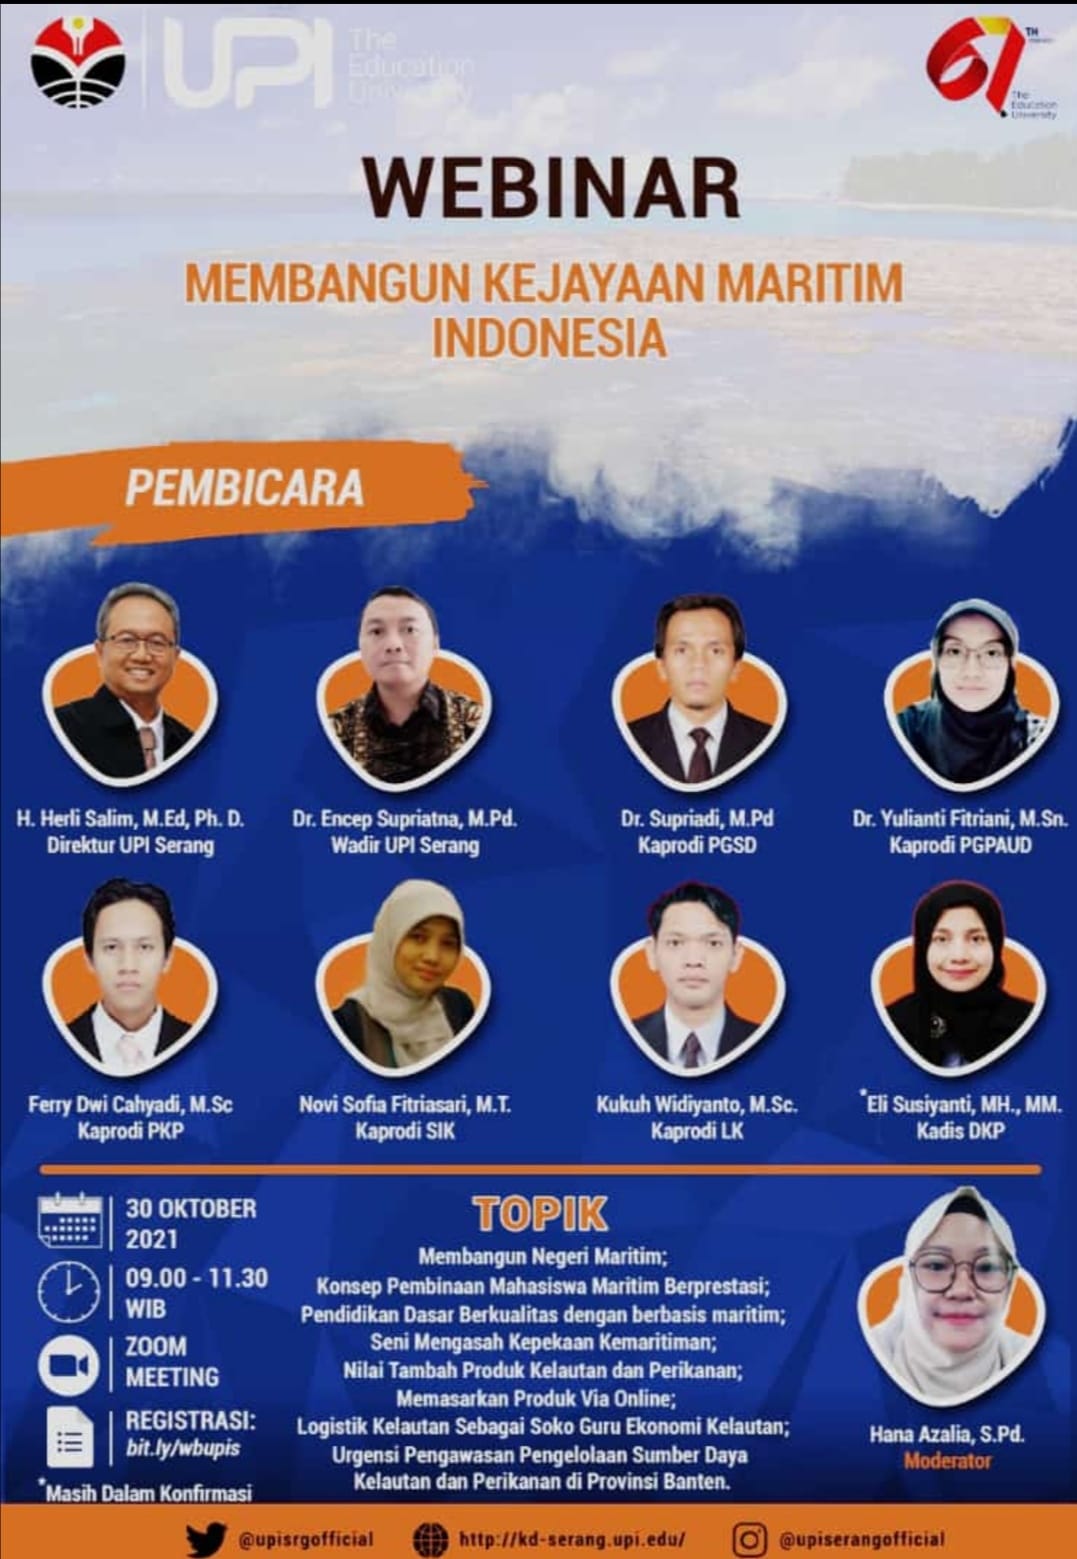 UPI
The
Education
University
67
TH
The
Education
University
WEBINAR
MEMBANGUN KEJAYAAN MARITIM
INDONESIA
PEMBICARA
H. Herli Salim, M.Ed, Ph. D.
Direktur UPI Serang
Dr. Encep Supriatna, M.Pd.
Wadir UPI Serang
Dr. Supriadi, M.Pd
Kaprodi PGSD
Dr. Yulianti Fitriani, M.Sn.
Kaprodi PGPAUD
Ferry Dwi Cahyadi, M.Sc
Kaprodi PKP
Novi Sofia Fitriasari, M.T.
Kaprodi SIK
Kukuh Widiyanto, M.Sc.
Kaprodi LK
*Eli Susiyanti, MH., MM.
Kadis DKP
30 OKTOBER
2021
09.00 - 11.30
WIB
ZOOM
MEETING
REGISTRASI:
bit.ly/wbupis
*Masih Dalam Konfirmasi
TOPIK
Membangun Negeri Maritim;
Konsep Pembinaan Mahasiswa Maritim Berprestasi;
Pendidikan Dasar Berkualitas dengan berbasis maritim;
Seni Mengasah Kepekaan Kemaritiman;
Nilai Tambah Produk Kelautan dan Perikanan;
Memasarkan Produk Via Online;
Logistik Kelautan Sebagai Soko Guru Ekonomi Kelautan;
Urgensi Pengawasan Pengelolaan Sumber Daya
Kelautan dan Perikanan di Provinsi Banten.
Hana Azalia, S.Pd.
Moderator
@upisrgofficial
http://kd-serang.upi.edu/
@upiserangofficial